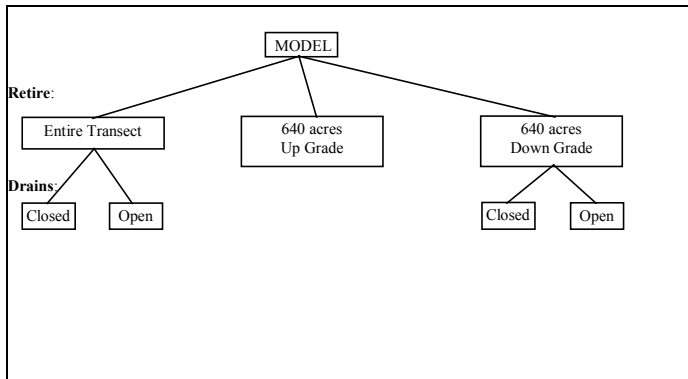 MODEL
Retire:
Entire Transect
640 acres
Up Grade
640 acres
Down Grade
Drains:
Closed
Open
Closed
Open